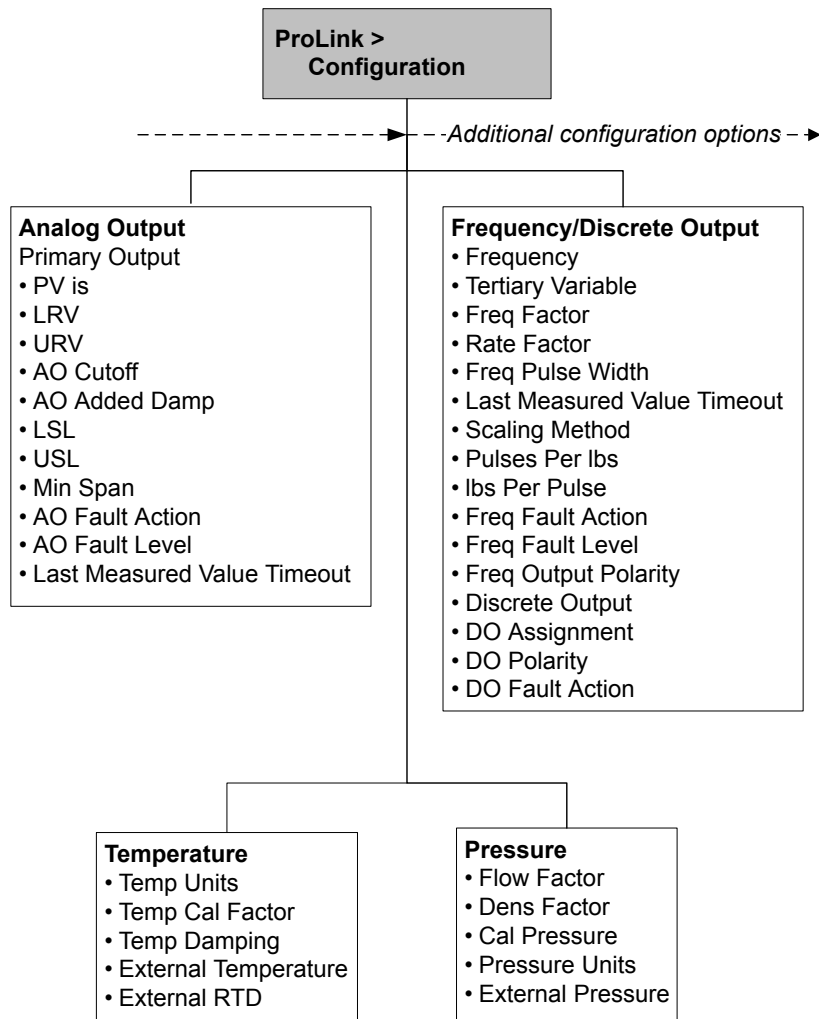 ProLink >
Configuration
Additional configuration options
Analog Output
Primary Output
• PV is
• LRV
• URV
• AO Cutoff
• AO Added Damp
• LSL
• USL
• Min Span
• AO Fault Action
• AO Fault Level
• Last Measured Value Timeout
Frequency/Discrete Output
• Frequency
• Tertiary Variable
• Freq Factor
• Rate Factor
• Freq Pulse Width
• Last Measured Value Timeout
• Scaling Method
• Pulses Per lbs
• lbs Per Pulse
• Freq Fault Action
• Freq Fault Level
• Freq Output Polarity
• Discrete Output
• DO Assignment
• DO Polarity
• DO Fault Action
Temperature
• Temp Units
• Temp Cal Factor
• Temp Damping
• External Temperature
• External RTD
Pressure
• Flow Factor
• Dens Factor
• Cal Pressure
• Pressure Units
• External Pressure